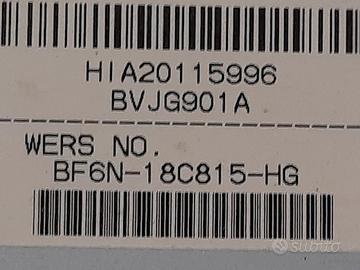 HIA20115996
BVJG901A
WERS NO.
BF6N-18C815-HG
subito